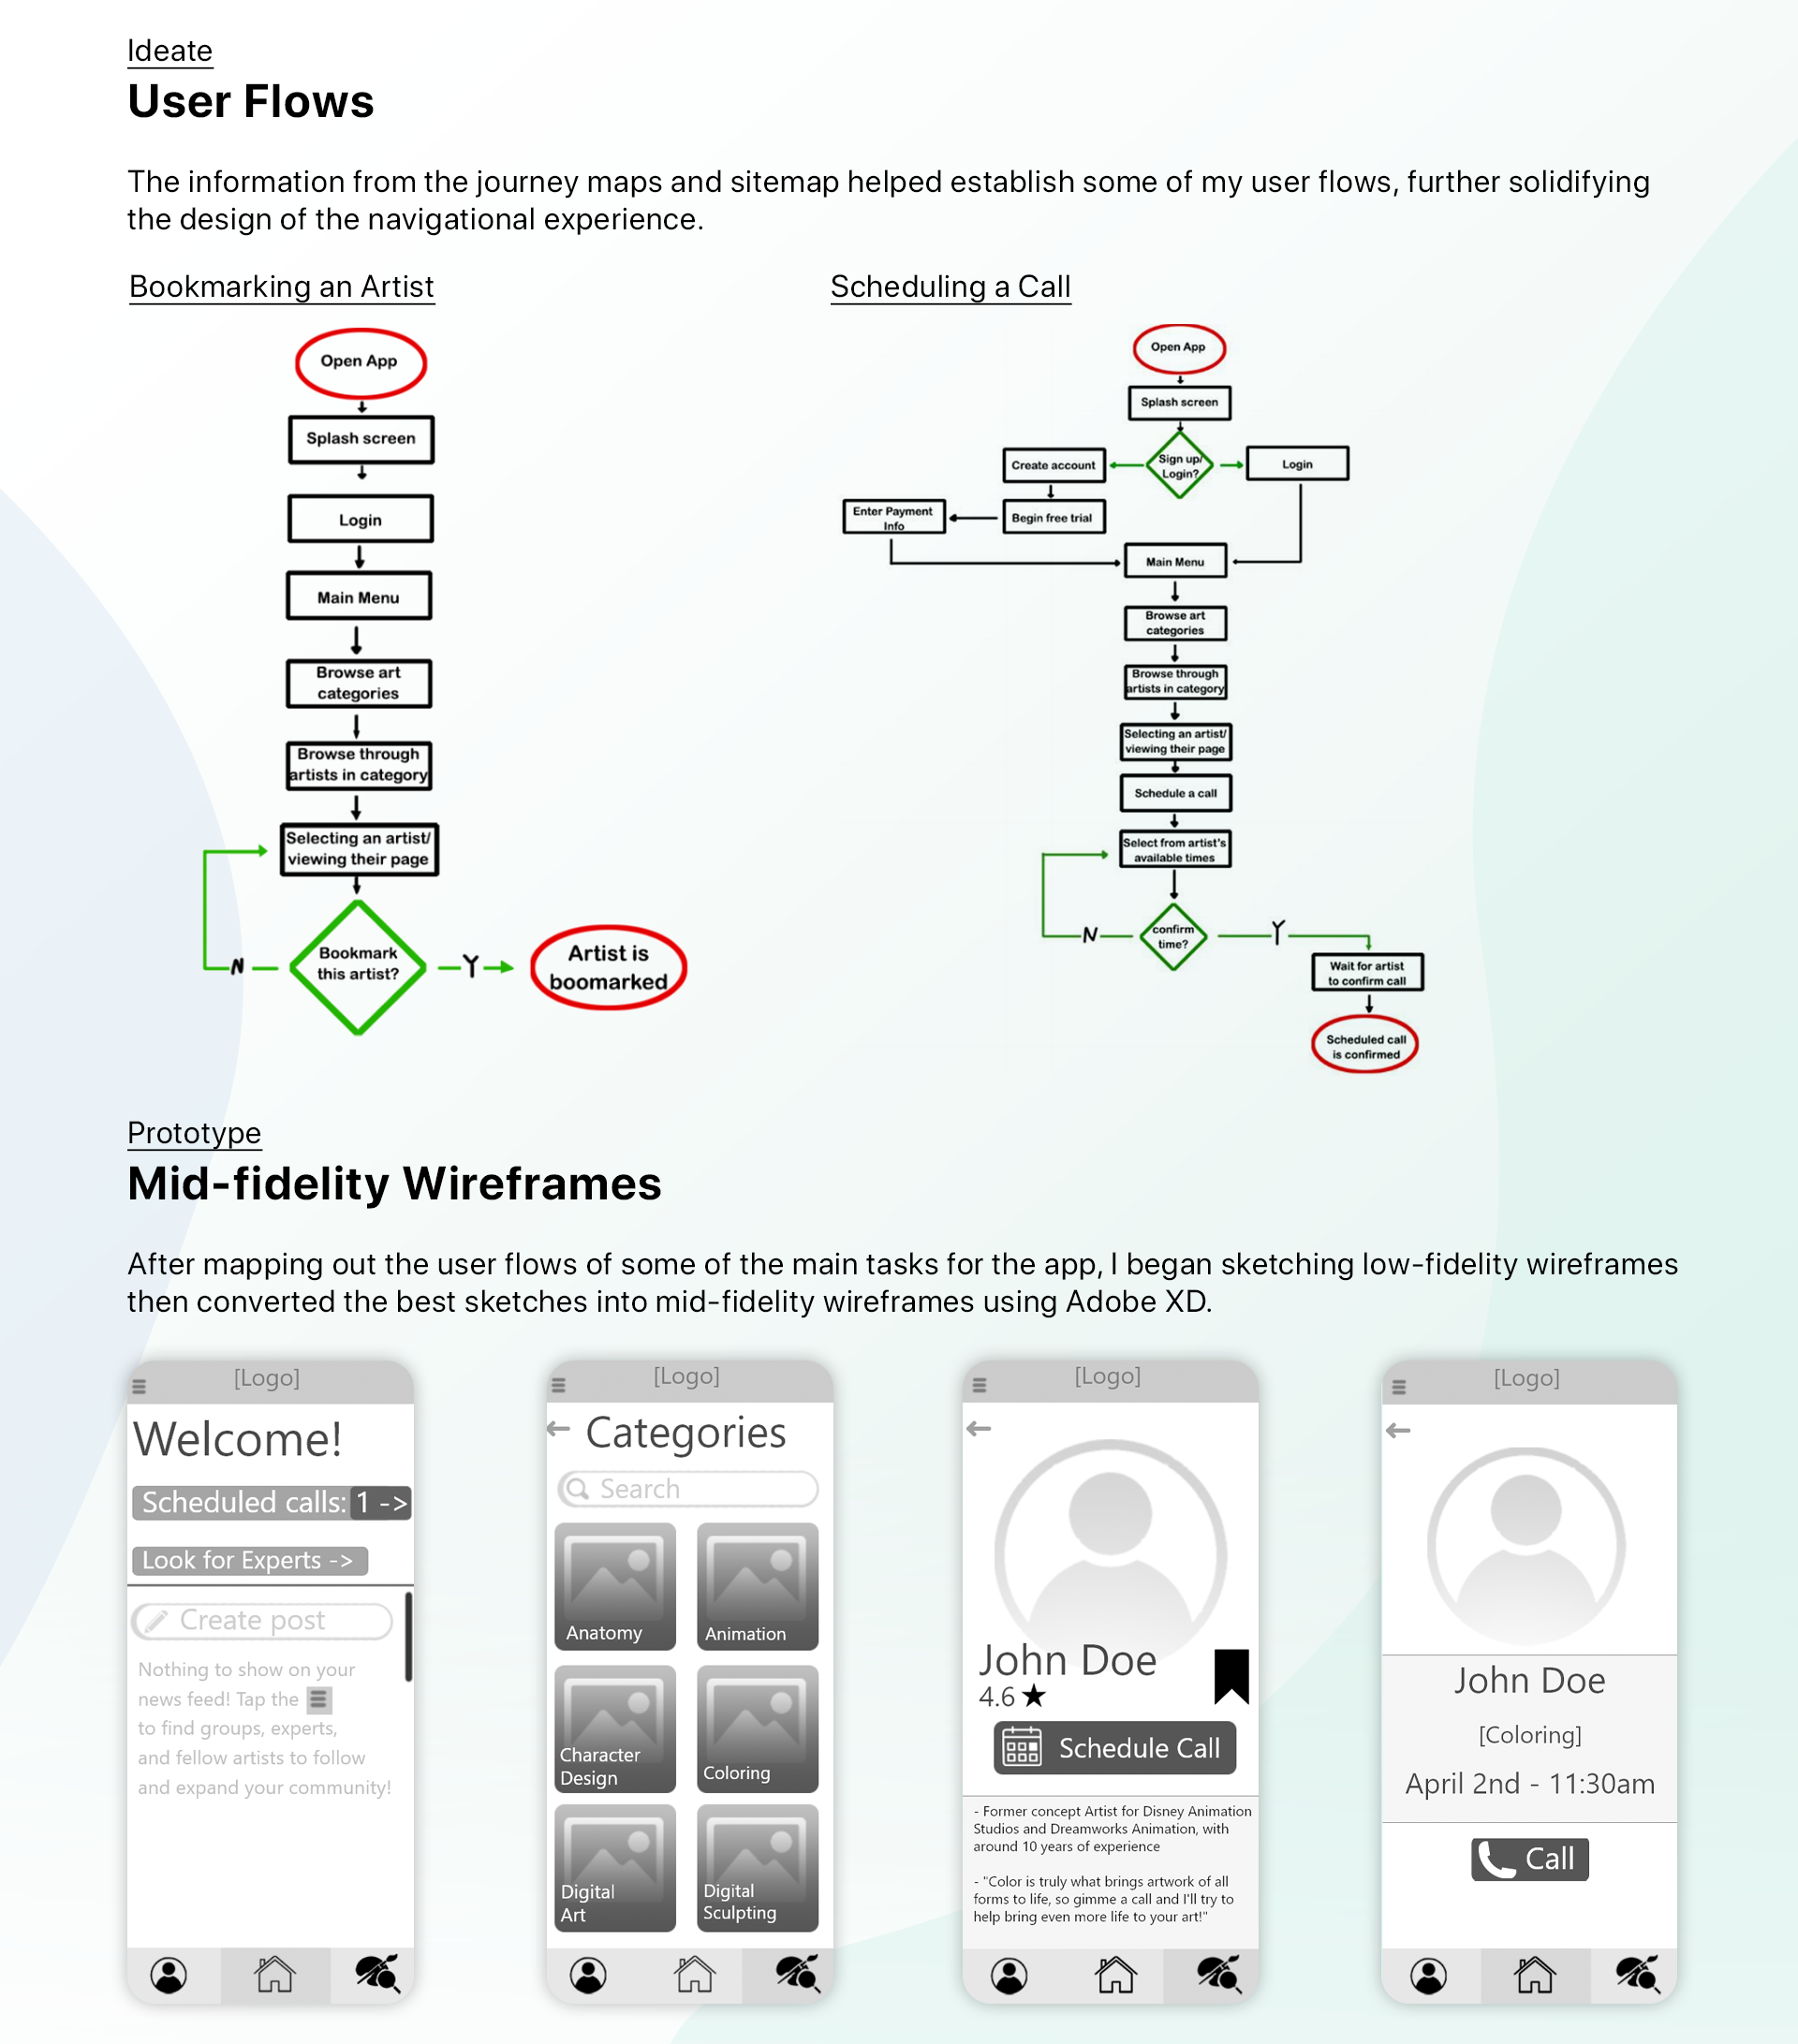 Ideate
User Flows
The information from the journey maps and sitemap helped establish some of my user flows, further solidifying
the design of the navigational experience.
Bookmarking an Artist
Open App
Splash screen
Login
Main Menu
Browse art
categories
Browse through
artists in category
Selecting an artist/
viewing their page
Bookmark
this artist?
N
Y
Artist is
boomarked
Scheduling a Call
Open App
Splash screen
Sign up/
Login?
Create account
Login
Begin free trial
Enter Payment
Info
Main Menu
Browse art
categories
Browse through
artists in category
Selecting an artist/
viewing their page
Schedule a call
Select from artist's
available times
confirm
time?
N
Y
Wait for artist
to confirm call
Scheduled call
is confirmed
Prototype
Mid-fidelity Wireframes
After mapping out the user flows of some of the main tasks for the app, I began sketching low-fidelity wireframes
then converted the best sketches into mid-fidelity wireframes using Adobe XD.
[Logo]
Welcome!
Scheduled calls: 1 ->
Look for Experts ->
Create post
Nothing to show on your
news feed! Tap the
to find groups, experts,
and fellow artists to follow
and expand your community!
[Logo]
Categories
Search
Anatomy
Animation
Character
Design
Coloring
Digital
Art
Digital
Sculpting
[Logo]
John Doe
4.6 ★
Schedule Call
- Former concept Artist for Disney Animation
Studios and Dreamworks Animation, with
around 10 years of experience
- "Color is truly what brings artwork of all
forms to life, so gimme a call and I'll try to
help bring even more life to your art!"
[Logo]
John Doe
[Coloring]
April 2nd - 11:30am
Call